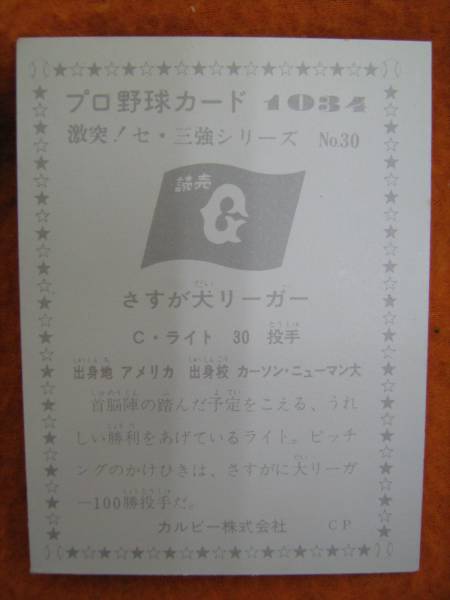 プロ野球カード 1034
激突！セ・三強シリーズ No.30
読売
G
さすが大リーガー
C・ライト 30 投手
出身地 アメリカ 出身校 カーソン・ニューマン大
首脳陣の踏んだ予定をこえる、うれ
しい勝利をあげているライト。ピッチ
ングのかけひきは、さすがに大リーガ
ー100勝投手だ。
カルビー株式会社 CP